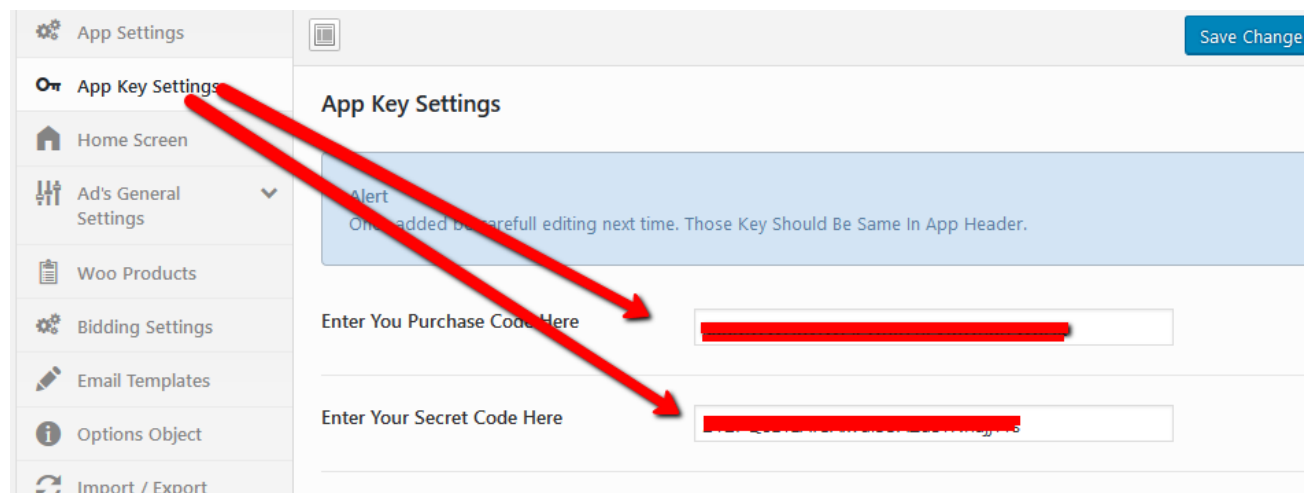 App Settings
Save Change
App Key Settings
App Key Settings
Home Screen
Ad's General
Settings
Alert
added be carefull editing next time. Those Key Should Be Same In App Header.
Woo Products
Enter You Purchase Code Here
Bidding Settings
Email Templates
Enter Your Secret Code Here
Options Object
Import / Export